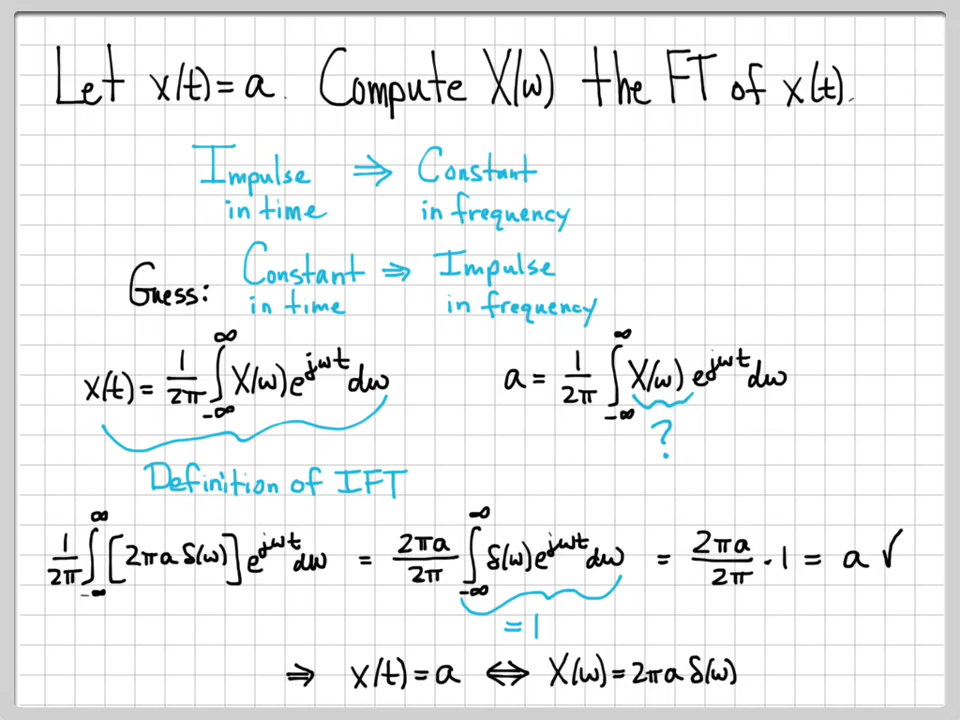 Let x(t) = a. Compute X(ω) the FT of x(t).
Impulse ⇒ Constant
in time in frequency
Guess: Constant ⇒ Impulse
in time in frequency
x(t) = 1/2π ∫_{-∞}^{∞} X(ω) e^{jωt} dω a = 1/2π ∫_{-∞}^{∞} X(ω) e^{jωt} dω
?
Definition of IFT
1/2π ∫_{-∞}^{∞} [2πa δ(ω)] e^{jωt} dω = 2πa/2π ∫_{-∞}^{-∞} δ(ω) e^{jωt} dω = 2πa/2π · 1 = a ✓
= 1
⇒ x(t) = a ⇔ X(ω) = 2πa δ(ω)